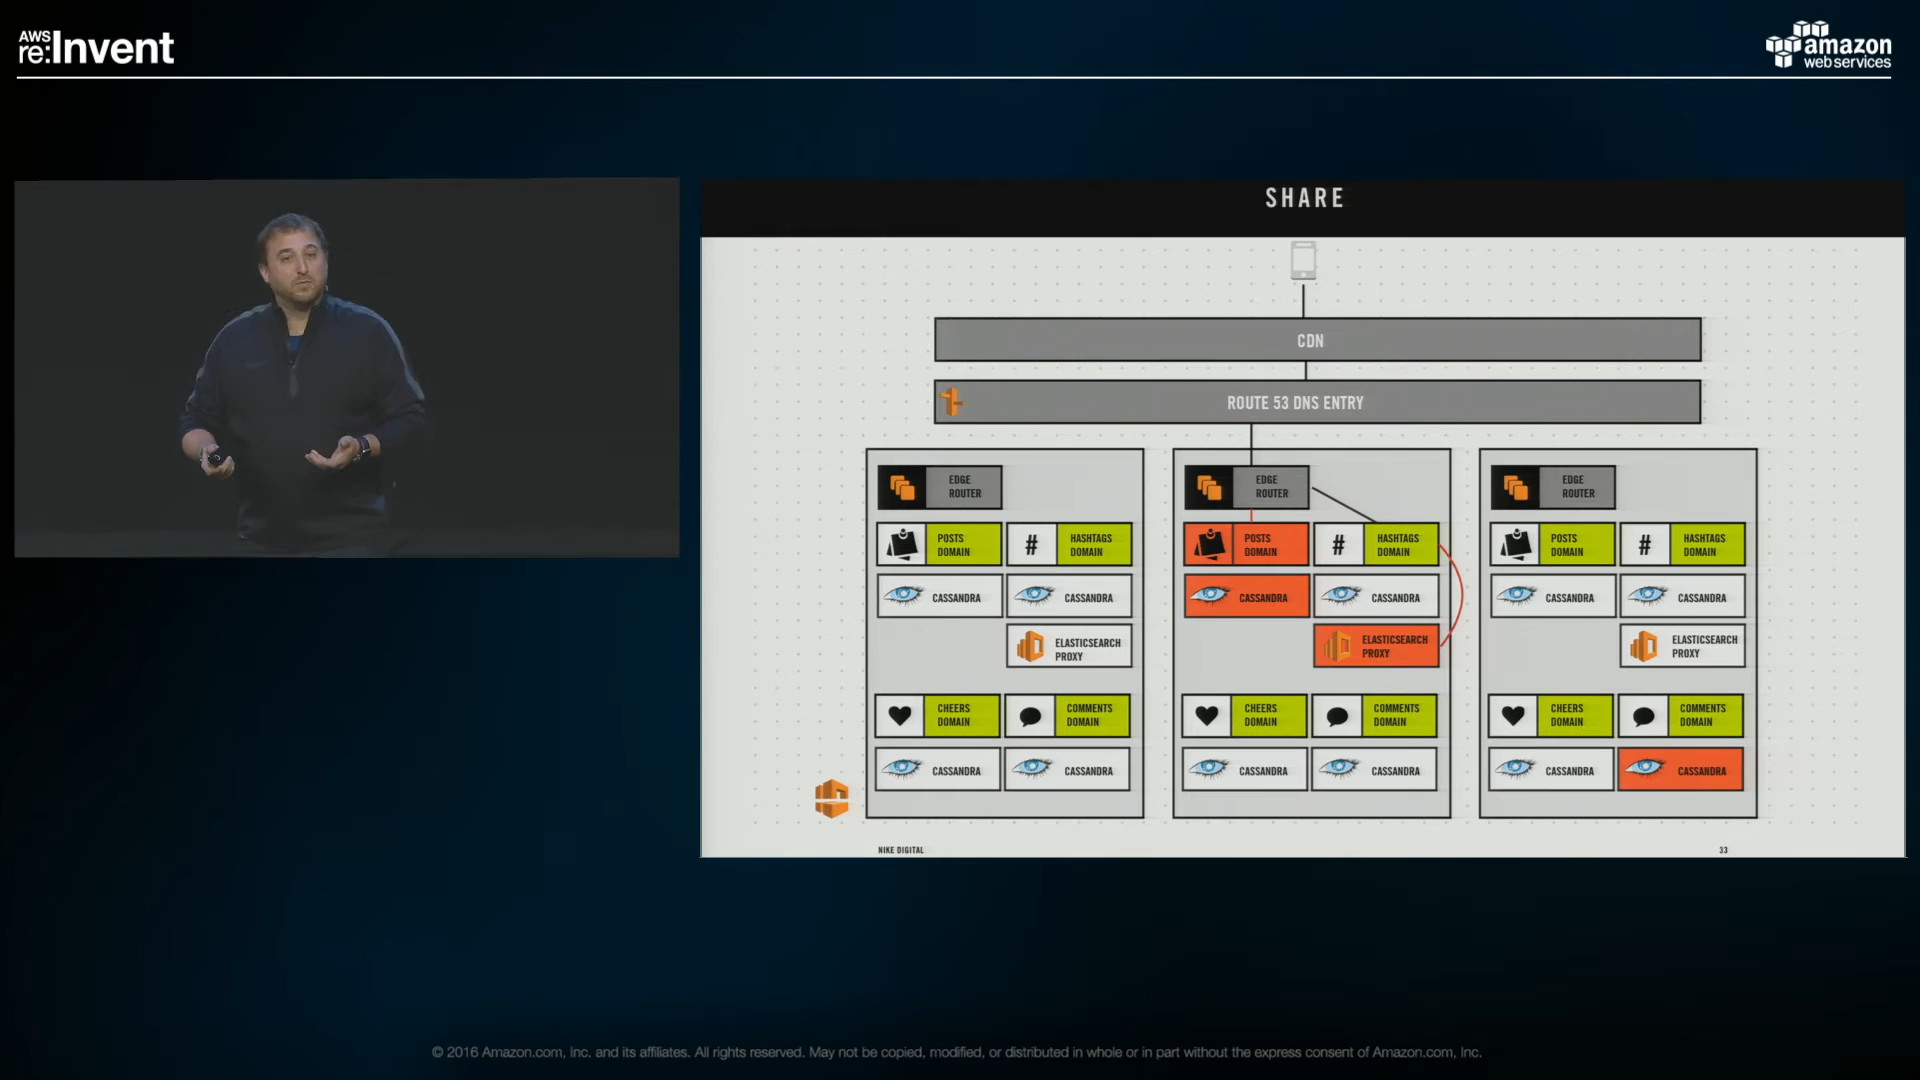 AWS
re:Invent
amazon
web services
SHARE
CDN
ROUTE 53 DNS ENTRY
EDGE
ROUTER
POSTS
DOMAIN
#
HASHTAGS
DOMAIN
CASSANDRA
CASSANDRA
ELASTICSEARCH
PROXY
CHEERS
DOMAIN
COMMENTS
DOMAIN
CASSANDRA
CASSANDRA
EDGE
ROUTER
POSTS
DOMAIN
#
HASHTAGS
DOMAIN
CASSANDRA
CASSANDRA
ELASTICSEARCH
PROXY
CHEERS
DOMAIN
COMMENTS
DOMAIN
CASSANDRA
CASSANDRA
EDGE
ROUTER
POSTS
DOMAIN
#
HASHTAGS
DOMAIN
CASSANDRA
CASSANDRA
ELASTICSEARCH
PROXY
CHEERS
DOMAIN
COMMENTS
DOMAIN
CASSANDRA
CASSANDRA
NIKE DIGITAL
33
© 2016 Amazon.com, Inc. and its affiliates. All rights reserved. May not be copied, modified, or distributed in whole or in part without the express consent of Amazon.com, Inc.